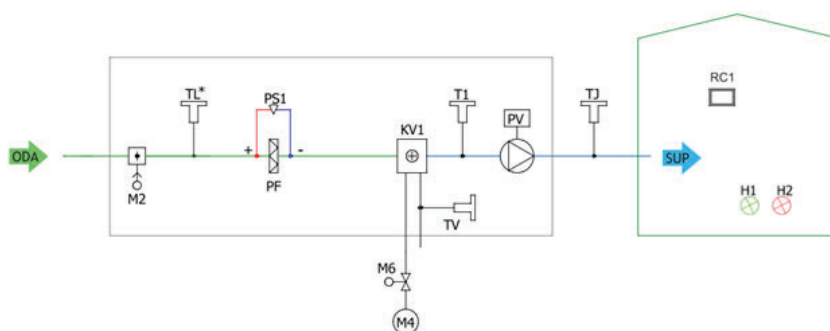 ODA
M2
TL*
+
PS1
-
PF
KV1
T1
PV
TJ
TV
M6
M4
SUP
RC1
H1
H2